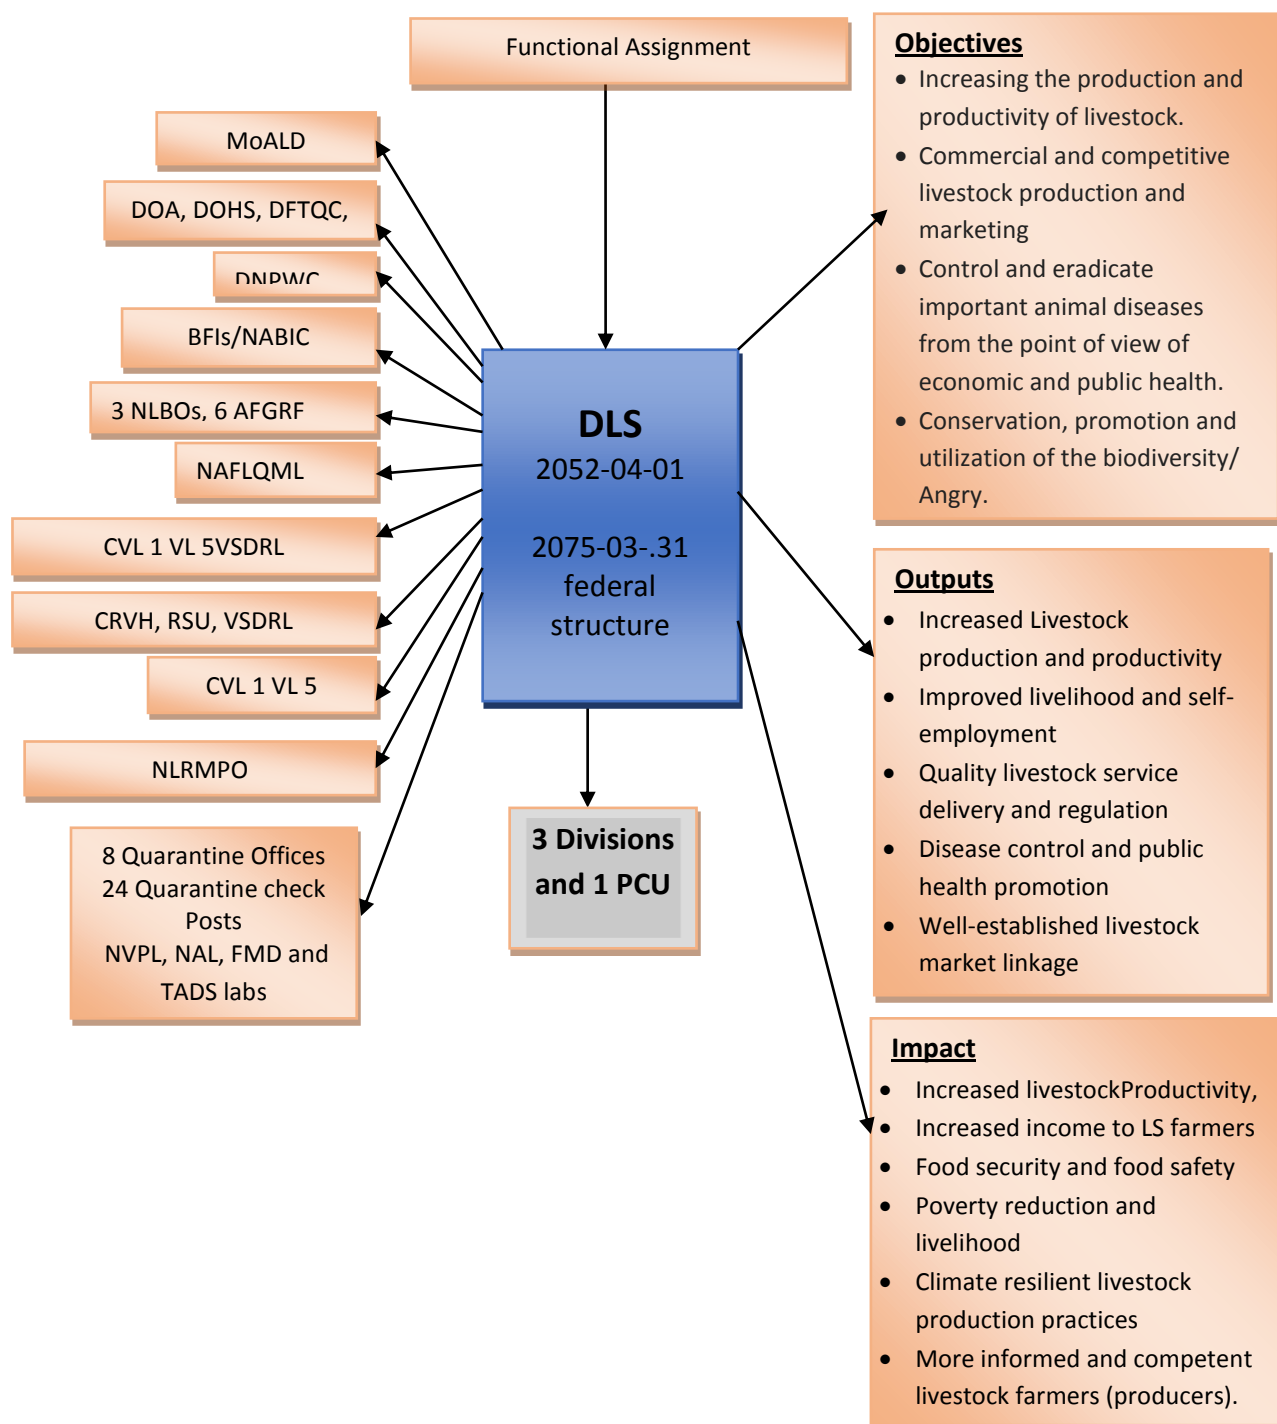 Functional Assignment
MoALD
DOA, DOHS, DFTQC,
DNPWC
BFIs/NABIC
3 NLBOs, 6 AFGRF
NAFLQML
CVL 1 VL 5VSDRL
CRVH, RSU, VSDRL
CVL 1 VL 5
NLRMPO
8 Quarantine Offices
24 Quarantine check
Posts
NVPL, NAL, FMD and
TADS labs
DLS
2052-04-01
2075-03-.31
federal
structure
3 Divisions
and 1 PCU
Objectives
• Increasing the production and
productivity of livestock.
• Commercial and competitive
livestock production and
marketing
• Control and eradicate
important animal diseases
from the point of view of
economic and public health.
• Conservation, promotion and
utilization of the biodiversity/
Angry.
Outputs
• Increased Livestock
production and productivity
• Improved livelihood and self-
employment
• Quality livestock service
delivery and regulation
• Disease control and public
health promotion
• Well-established livestock
market linkage
Impact
• Increased livestockProductivity,
• Increased income to LS farmers
• Food security and food safety
• Poverty reduction and
livelihood
• Climate resilient livestock
production practices
• More informed and competent
livestock farmers (producers).